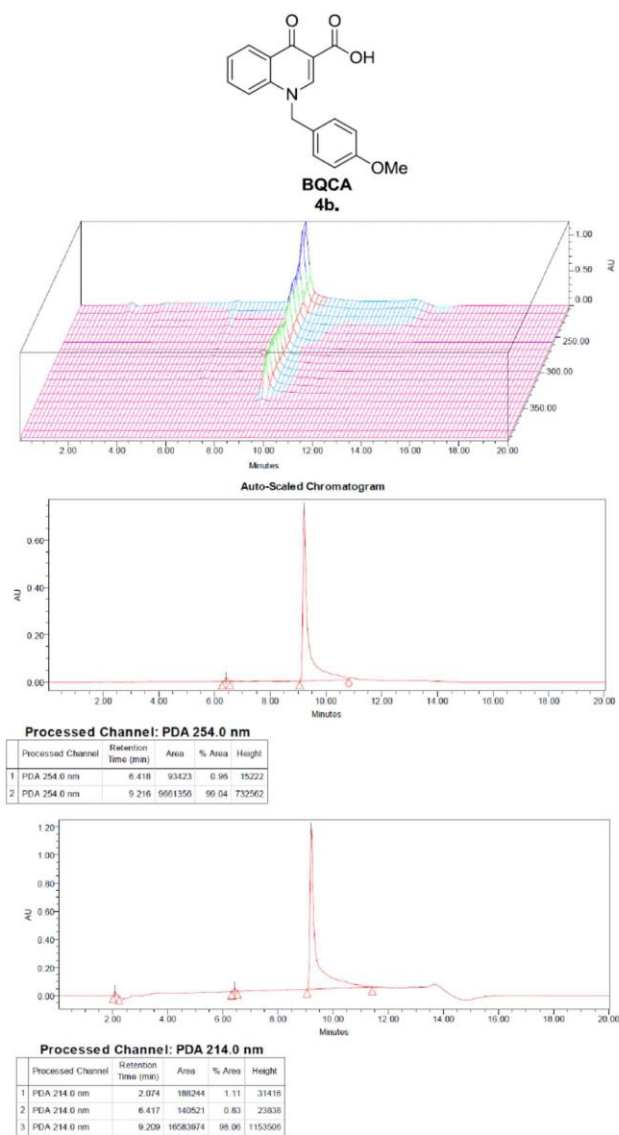 O O
OH
N
OMe
BQCA
4b.
1.00
0.50
0.00
AU
250.00
300.00
350.00
2.00 4.00 6.00 8.00 10.00 12.00 14.00 16.00 18.00 20.00
Minutes
Auto-Scaled Chromatogram
AU
0.60
0.40
0.20
0.00
2.00 4.00 6.00 8.00 10.00 12.00 14.00 16.00 18.00 20.00
Minutes
Processed Channel: PDA 254.0 nm
Processed Channel Retention Time (min) Area % Area Height
1 PDA 254.0 nm 6.418 93423 0.96 15222
2 PDA 254.0 nm 9.216 9661356 99.04 732562
AU
1.20
1.00
0.80
0.60
0.40
0.20
0.00
2.00 4.00 6.00 8.00 10.00 12.00 14.00 16.00 18.00 20.00
Minutes
Processed Channel: PDA 214.0 nm
Processed Channel Retention Time (min) Area % Area Height
1 PDA 214.0 nm 2.074 188244 1.11 31416
2 PDA 214.0 nm 6.417 140521 0.83 23838
3 PDA 214.0 nm 9.209 16583974 98.06 1153506